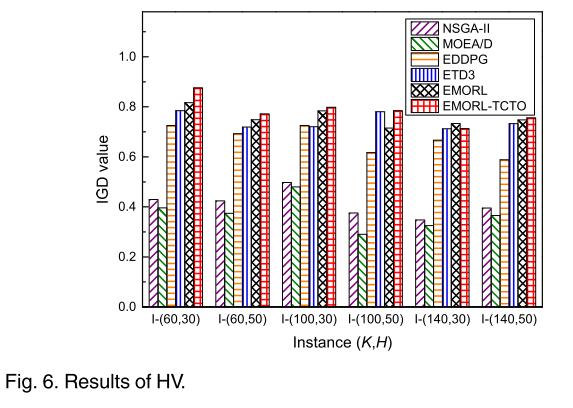 NSGA-II
MOEA/D
EDDPG
ETD3
EMORL
EMORL-TCTO
1.0
0.8
0.6
0.4
0.2
0.0
IGD value
I-(60,30) I-(60,50) I-(100,30) I-(100,50) I-(140,30) I-(140,50)
Instance (K,H)
Fig. 6. Results of HV.